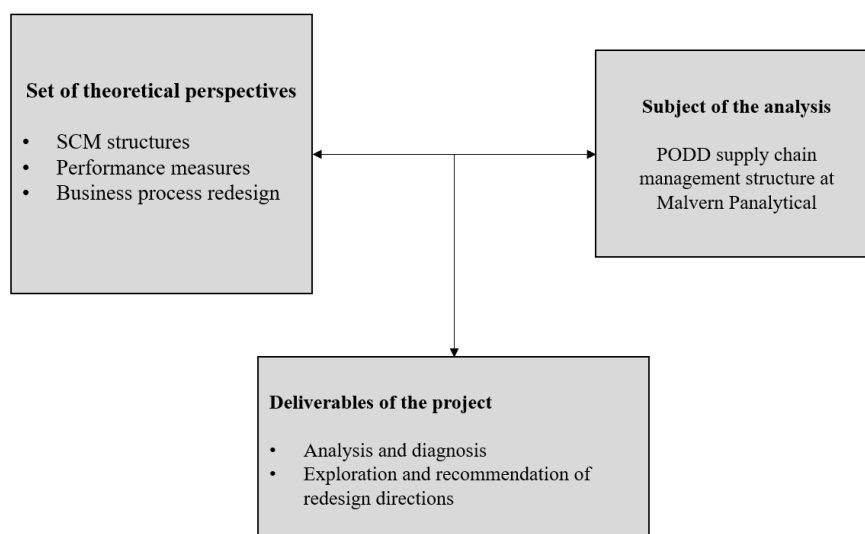 Set of theoretical perspectives
• SCM structures
• Performance measures
• Business process redesign
Subject of the analysis
PODD supply chain
management structure at
Malvern Panalytical
Deliverables of the project
• Analysis and diagnosis
• Exploration and recommendation of
redesign directions